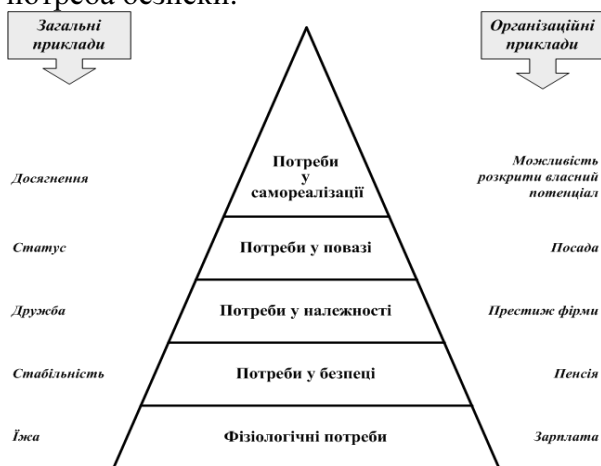 потреба безпеки.
Загальні
приклади
Організаційні
приклади
Досягнення
Потреби
у
самореалізації
Можливість
розкрити власний
потенціал
Статус
Потреби у повазі
Посада
Дружба
Потреби у належності
Престиж фірми
Стабільність
Потреби у безпеці
Пенсія
Їжа
Фізіологічні потреби
Зарплата